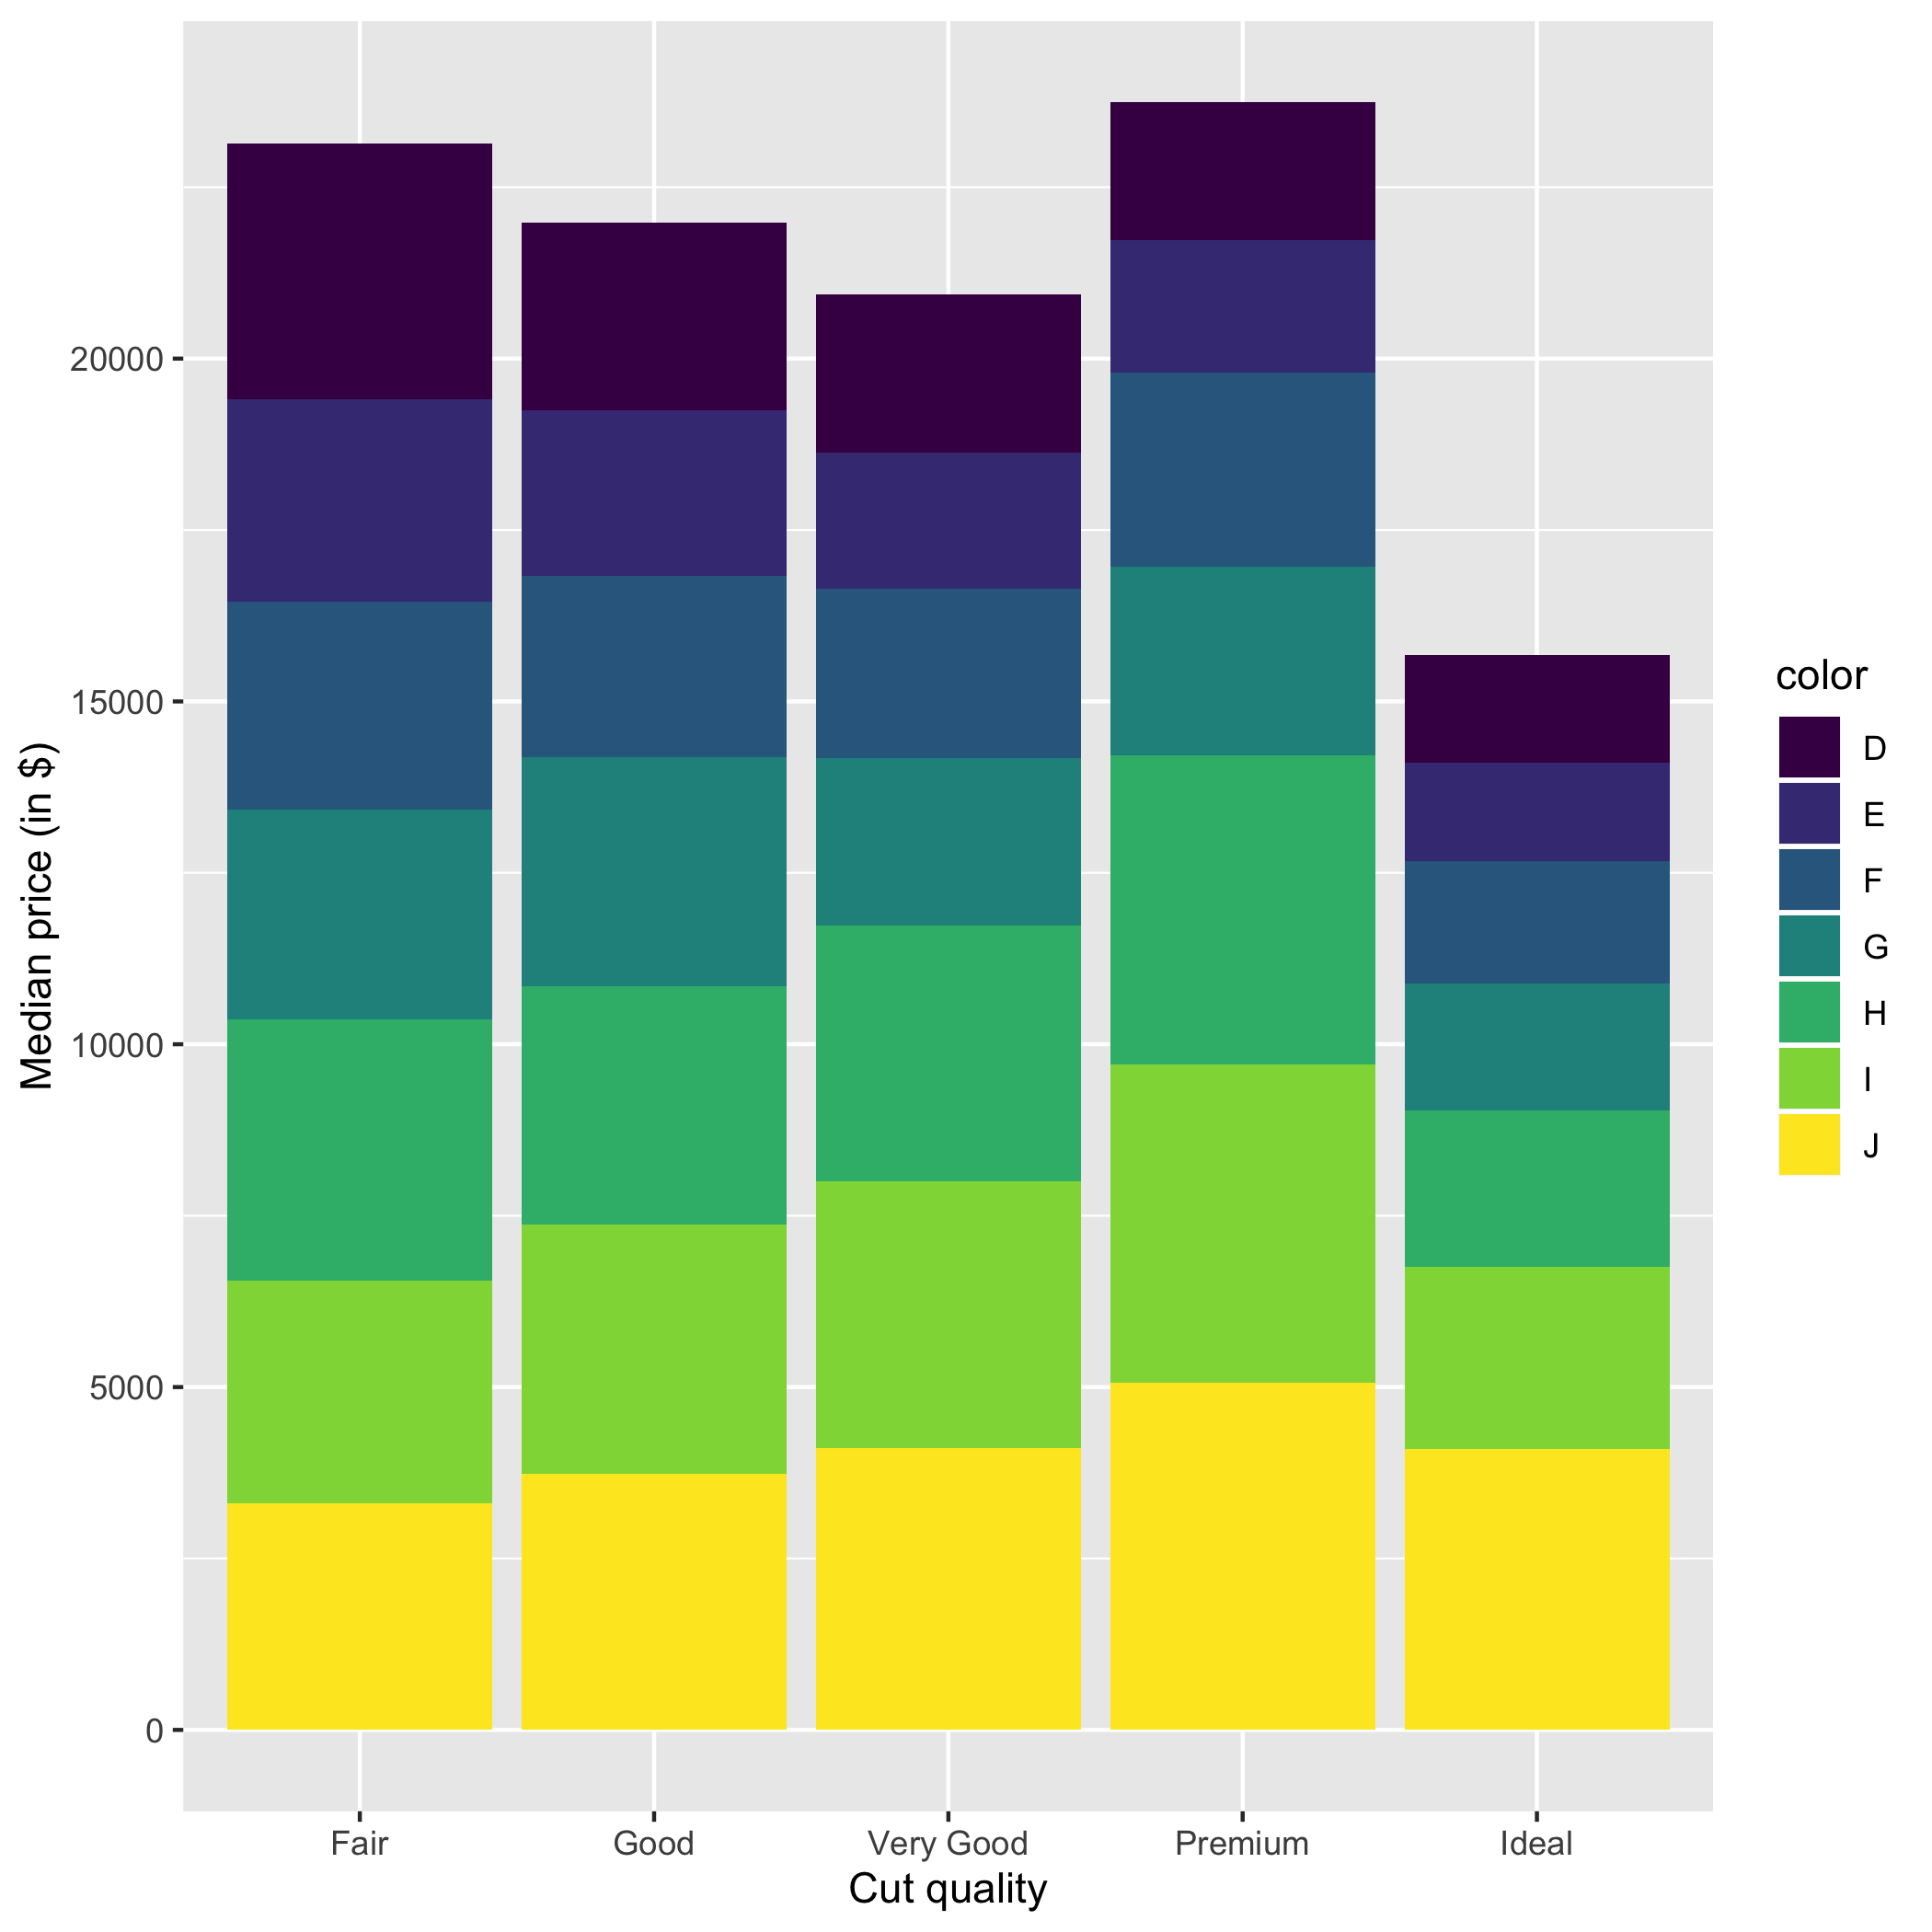 Median price (in $)
20000
15000
10000
5000
0
Fair
Good
Very Good
Premium
Ideal
Cut quality
color
D
E
F
G
H
I
J